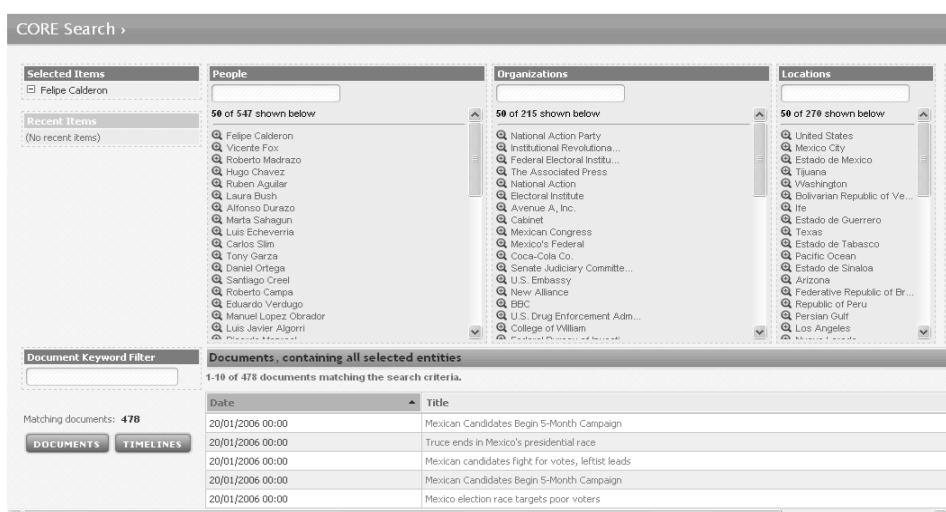 CORE Search ›
Selected Items
Felipe Calderon
Recent Items
(No recent items)
People
50 of 547 shown below
Felipe Calderon
Vicente Fox
Roberto Madrazo
Hugo Chavez
Ruben Aguilar
Laura Bush
Alfonso Durazo
Marta Sahagun
Luis Echeverria
Carlos Slim
Tony Garza
Daniel Ortega
Santiago Creel
Roberto Campa
Eduardo Verdugo
Manuel Lopez Obrador
Luis Javier Algorri
Organizations
50 of 215 shown below
National Action Party
Institutional Revolutiona...
Federal Electoral Institu...
The Associated Press
National Action
Electoral Institute
Avenue A, Inc.
Cabinet
Mexican Congress
Mexico's Federal
Coca-Cola Co.
Senate Judiciary Committe...
U.S. Embassy
New Alliance
BBC
U.S. Drug Enforcement Adm...
College of William
Locations
50 of 270 shown below
United States
Mexico City
Estado de Mexico
Tijuana
Washington
Bolivarian Republic of Ve...
Ife
Estado de Guerrero
Texas
Estado de Tabasco
Pacific Ocean
Estado de Sinaloa
Arizona
Federative Republic of Br...
Republic of Peru
Persian Gulf
Los Angeles
Document Keyword Filter
Matching documents: 478
DOCUMENTS TIMELINES
Documents, containing all selected entities
1-10 of 478 documents matching the search criteria.
Date Title
20/01/2006 00:00 Mexican Candidates Begin 5-Month Campaign
20/01/2006 00:00 Truce ends in Mexico's presidential race
20/01/2006 00:00 Mexican candidates fight for votes, leftist leads
20/01/2006 00:00 Mexican Candidates Begin 5-Month Campaign
20/01/2006 00:00 Mexico election race targets poor voters